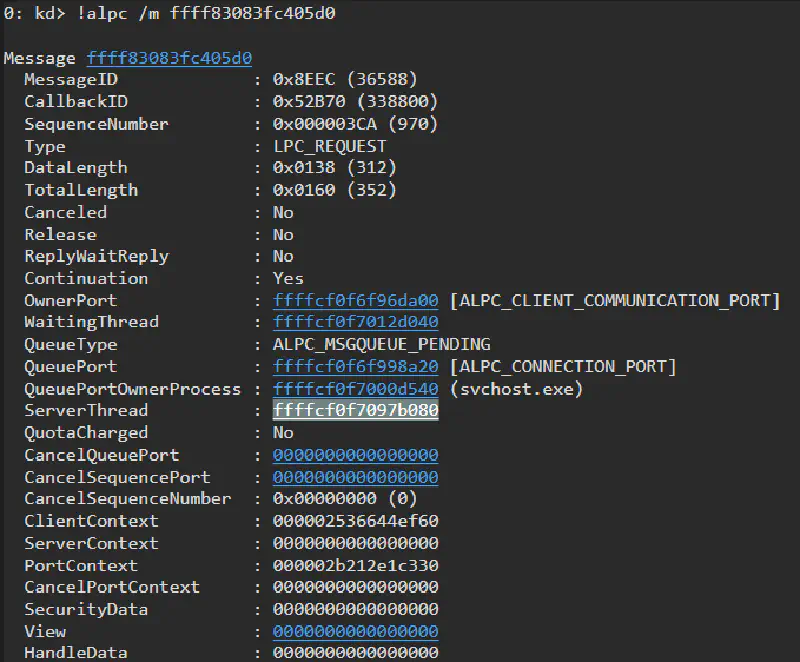 0: kd> !alpc /m ffff83083fc405d0
Message ffff83083fc405d0
MessageID : 0x8EEC (36588)
CallbackID : 0x52B70 (338800)
SequenceNumber : 0x000003CA (970)
Type : LPC_REQUEST
DataLength : 0x0138 (312)
TotalLength : 0x0160 (352)
Canceled : No
Release : No
ReplyWaitReply : No
Continuation : Yes
OwnerPort : ffffcf0f6f96da00 [ALPC_CLIENT_COMMUNICATION_PORT]
WaitingThread : ffffcf0f7012d040
QueueType : ALPC_MSGQUEUE_PENDING
QueuePort : ffffcf0f6f998a20 [ALPC_CONNECTION_PORT]
QueuePortOwnerProcess : ffffcf0f7000d540 (svchost.exe)
ServerThread : ffffcf0f7097b080
QuotaCharged : No
CancelQueuePort : 0000000000000000
CancelSequencePort : 0000000000000000
CancelSequenceNumber : 0x00000000 (0)
ClientContext : 000002536644ef60
ServerContext : 0000000000000000
PortContext : 000002b212e1c330
CancelPortContext : 0000000000000000
SecurityData : 0000000000000000
View : 0000000000000000
HandleData : 0000000000000000